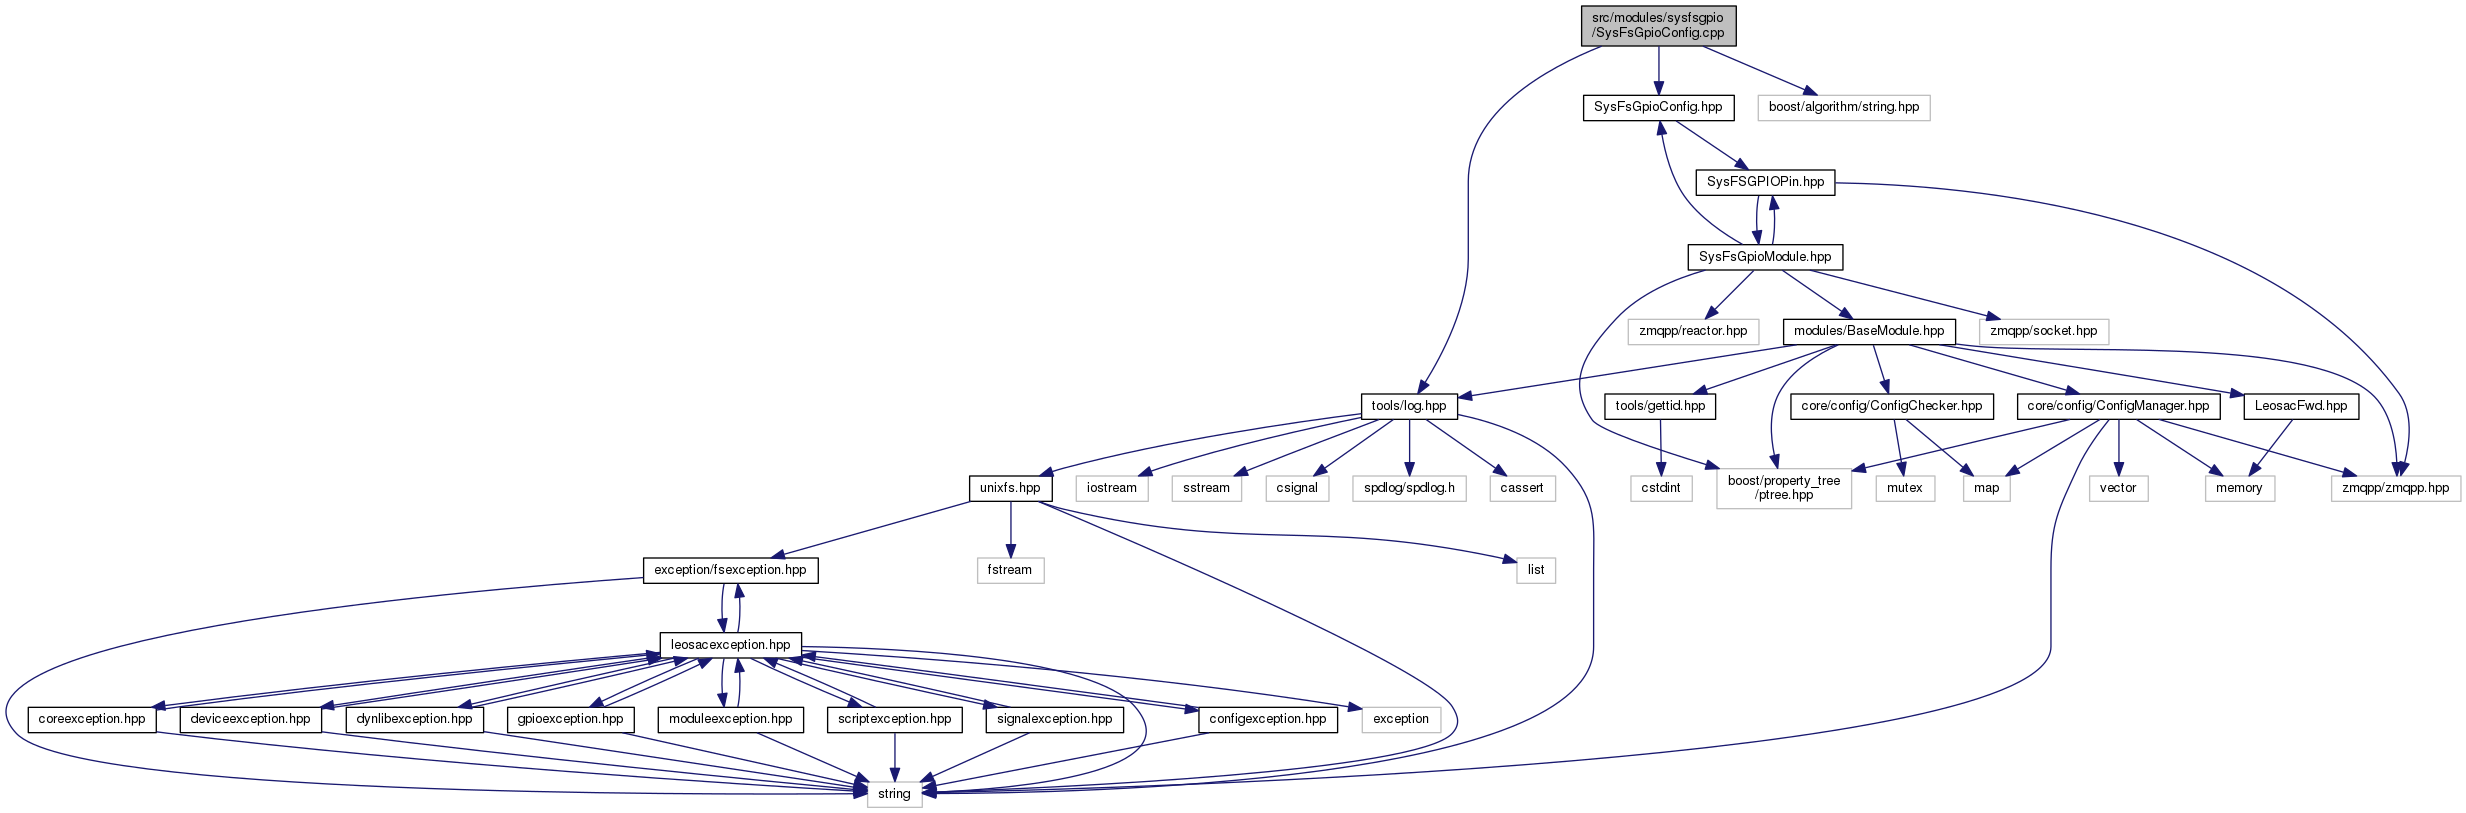 src/modules/sysfsgpio
/SysFsGpioConfig.cpp
SysFsGpioConfig.hpp
boost/algorithm/string.hpp
SysFSGPIOPin.hpp
SysFsGpioModule.hpp
zmqpp/reactor.hpp
modules/BaseModule.hpp
zmqpp/socket.hpp
tools/log.hpp
tools/gettid.hpp
core/config/ConfigChecker.hpp
core/config/ConfigManager.hpp
LeosacFwd.hpp
unixfs.hpp
iostream
sstream
csignal
spdlog/spdlog.h
cassert
cstdint
boost/property_tree
/ptree.hpp
mutex
map
vector
memory
zmqpp/zmqpp.hpp
exception/fsexception.hpp
fstream
list
leosacexception.hpp
coreexception.hpp
deviceexception.hpp
dynlibexception.hpp
gpioexception.hpp
moduleexception.hpp
scriptexception.hpp
signalexception.hpp
configexception.hpp
exception
string